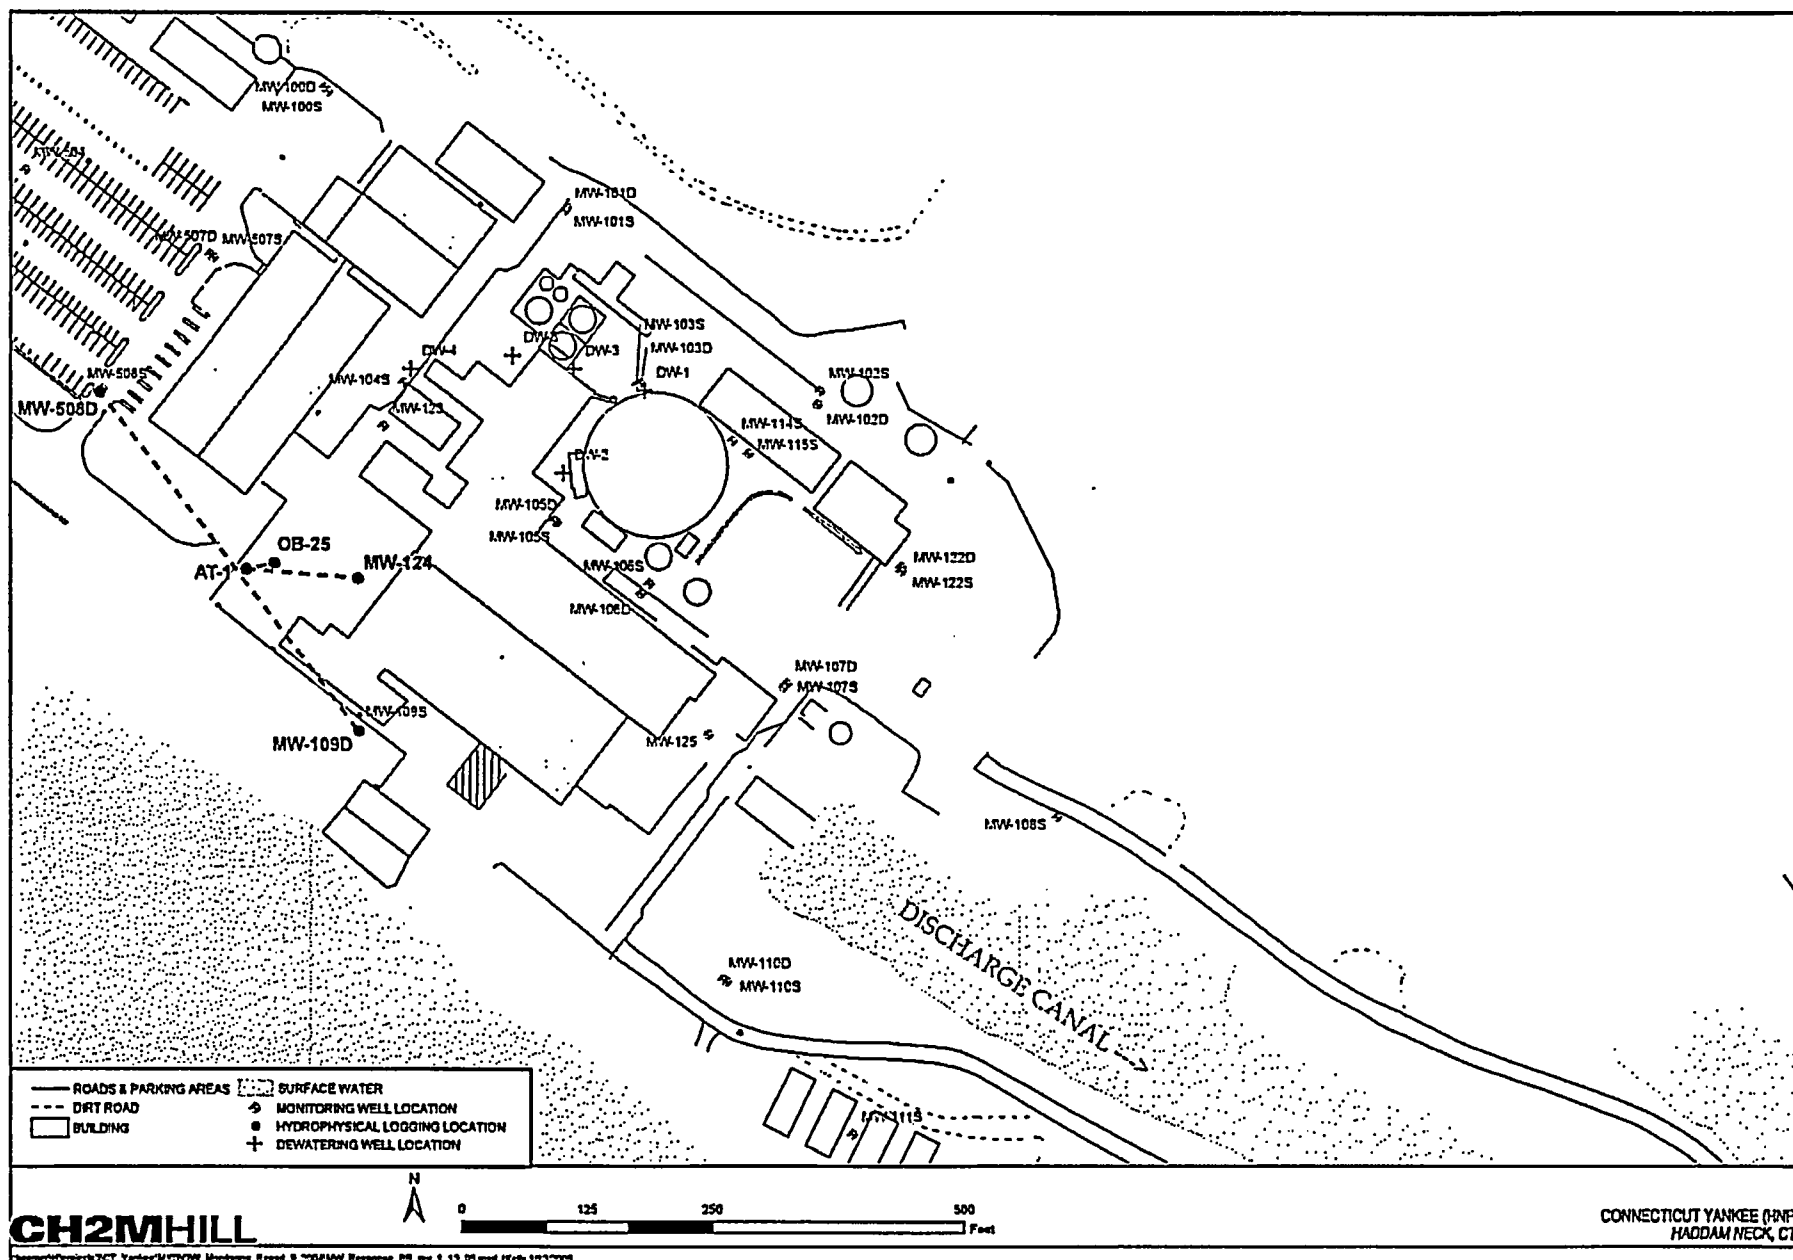 MW-100D
MW-100S
MW-101D
MW-101S
MW-507D
MW-507S
MW-103S
MW-103D
DW-1
DW-3
DW-4
MW-104S
MW-123
MW-508S
MW-508D
MW-102S
MW-102D
MW-114S
MW-115S
DW-2
MW-105D
MW-105S
OB-25
AT-1
MW-124
MW-106S
MW-106D
MW-122D
MW-122S
MW-107D
MW-107S
MW-109S
MW-109D
MW-125
MW-108S
DISCHARGE CANAL
MW-110D
MW-110S
MW-111S
ROADS & PARKING AREAS
SURFACE WATER
DIRT ROAD
MONITORING WELL LOCATION
BUILDING
HYDROPHYSICAL LOGGING LOCATION
DEWATERING WELL LOCATION
N
0 125 250 500
Feet
CH2MHILL
CONNECTICUT YANKEE (HNP
HADDAM NECK, CT